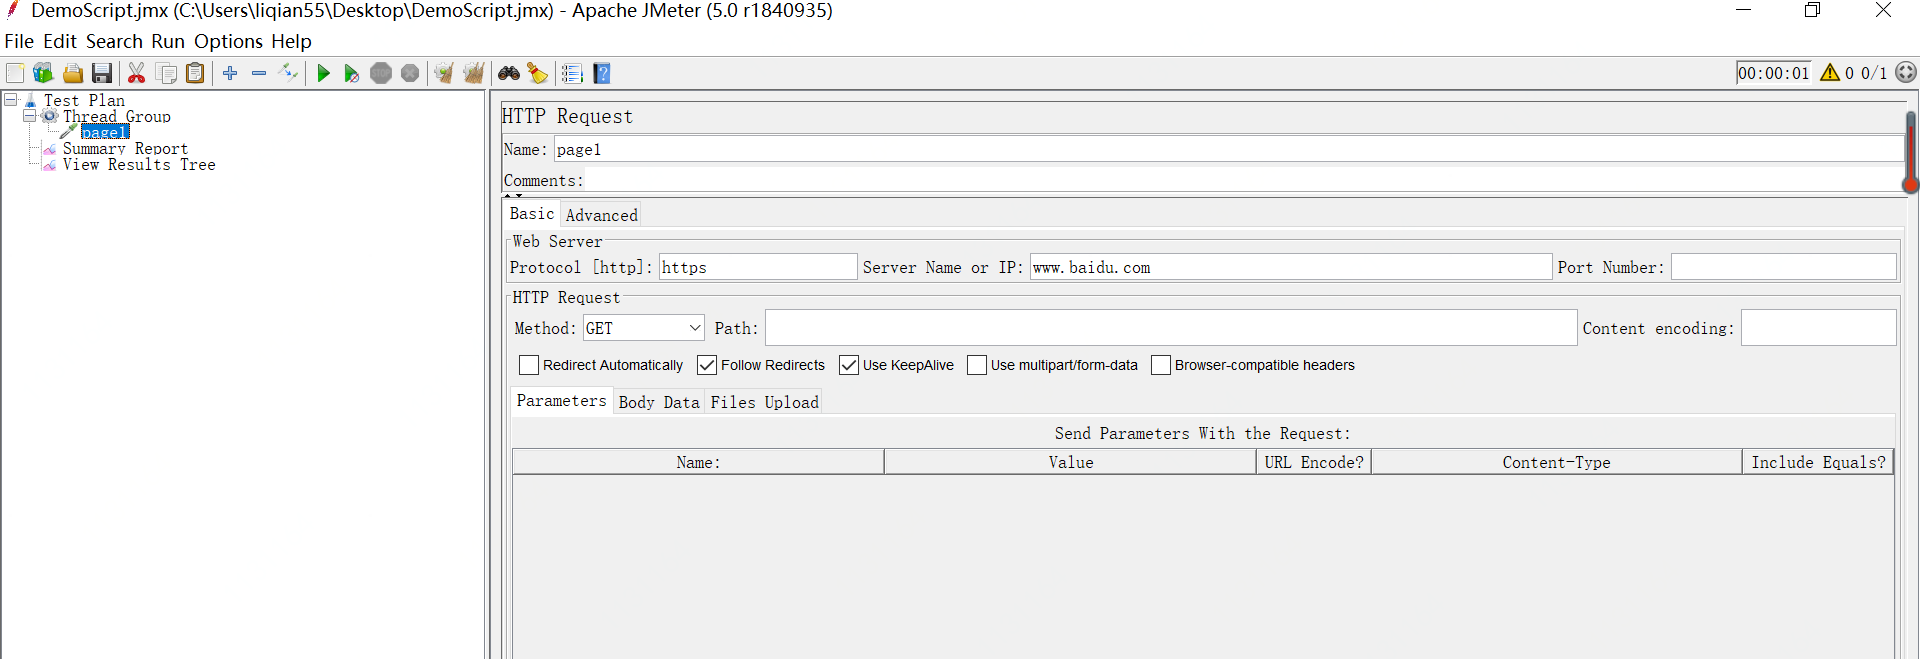 DemoScript.jmx (C:\Users\liqian55\Desktop\DemoScript.jmx) - Apache JMeter (5.0 r1840935)
File Edit Search Run Options Help
STOP
00:00:01 0 0/1
Test Plan
Thread Group
page1
Summary Report
View Results Tree
HTTP Request
Name: page1
Comments:
Basic Advanced
Web Server
Protocol [http]: https Server Name or IP: www.baidu.com Port Number:
HTTP Request
Method: GET Path: Content encoding:
Redirect Automatically Follow Redirects Use KeepAlive Use multipart/form-data Browser-compatible headers
Parameters Body Data Files Upload
Send Parameters With the Request:
Name: Value URL Encode? Content-Type Include Equals?